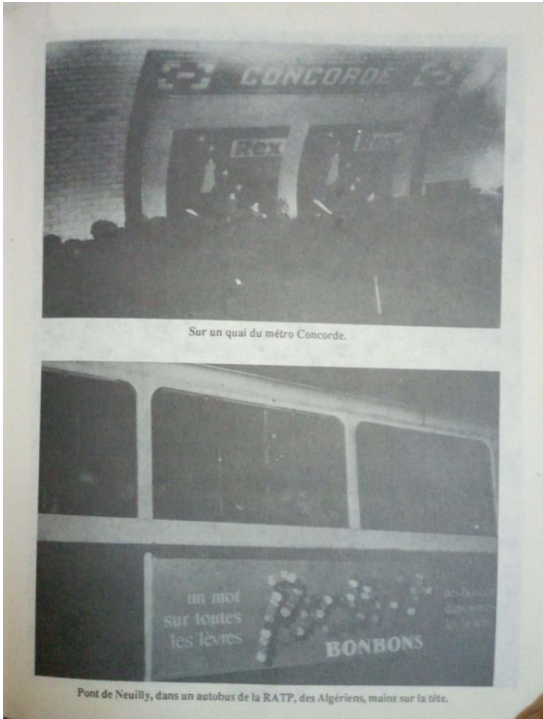 CONCORDE
Rex
Rex
Sur un quai du métro Concorde.
un mot
sur toutes
les lèvres
BONBONS
Pont de Neuilly, dans un autobus de la RATP, des Algériens, mains sur la tête.